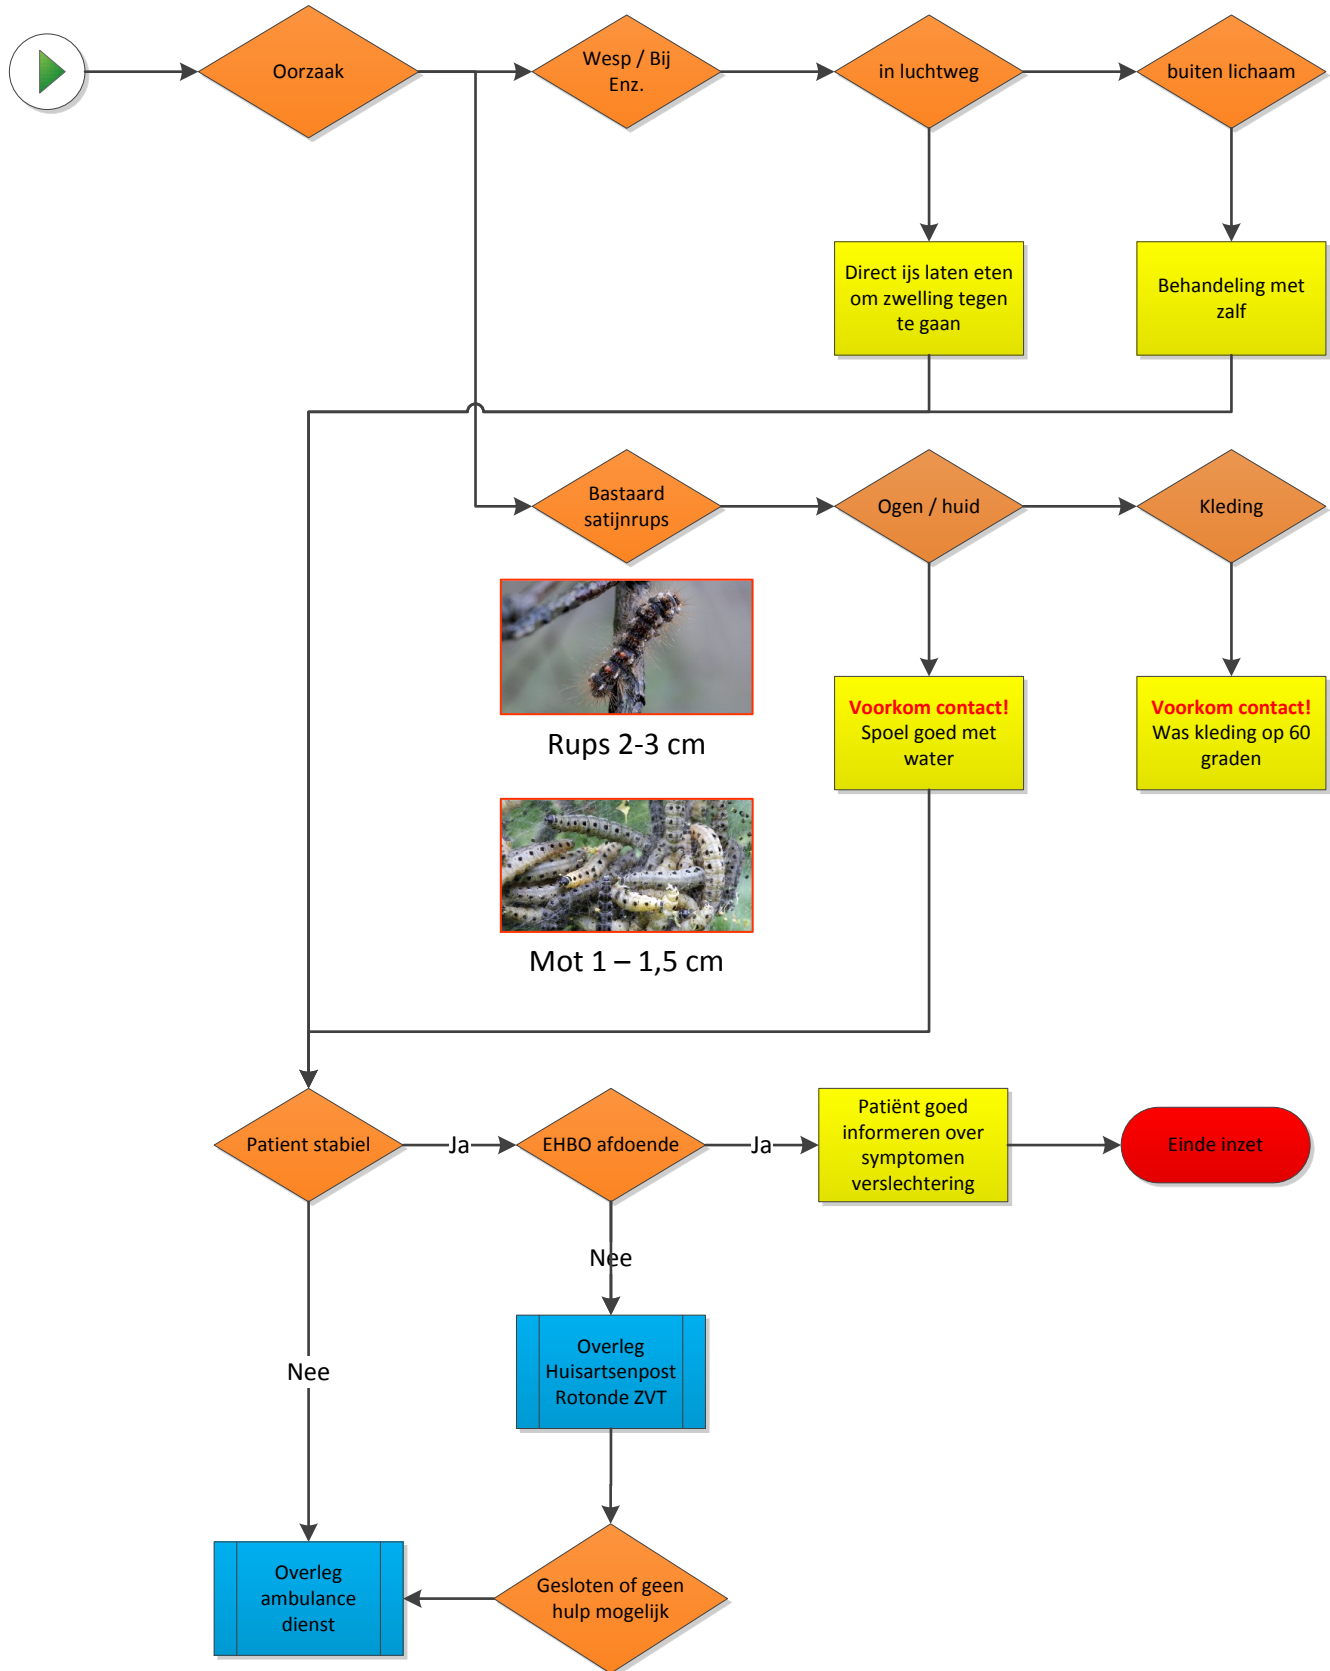 Oorzaak
Wesp / Bij
Enz.
in luchtweg
buiten lichaam
Direct ijs laten eten
om zwelling tegen
te gaan
Behandeling met
zalf
Bastaard
satijnrups
Ogen / huid
Kleding
Rups 2-3 cm
Voorkom contact!
Spoel goed met
water
Voorkom contact!
Was kleding op 60
graden
Mot 1 – 1,5 cm
Patient stabiel
Ja
EHBO afdoende
Ja
Patiënt goed
informeren over
symptomen
verslechtering
Einde inzet
Nee
Overleg
Huisartsenpost
Rotonde ZVT
Nee
Overleg
ambulance
dienst
Gesloten of geen
hulp mogelijk